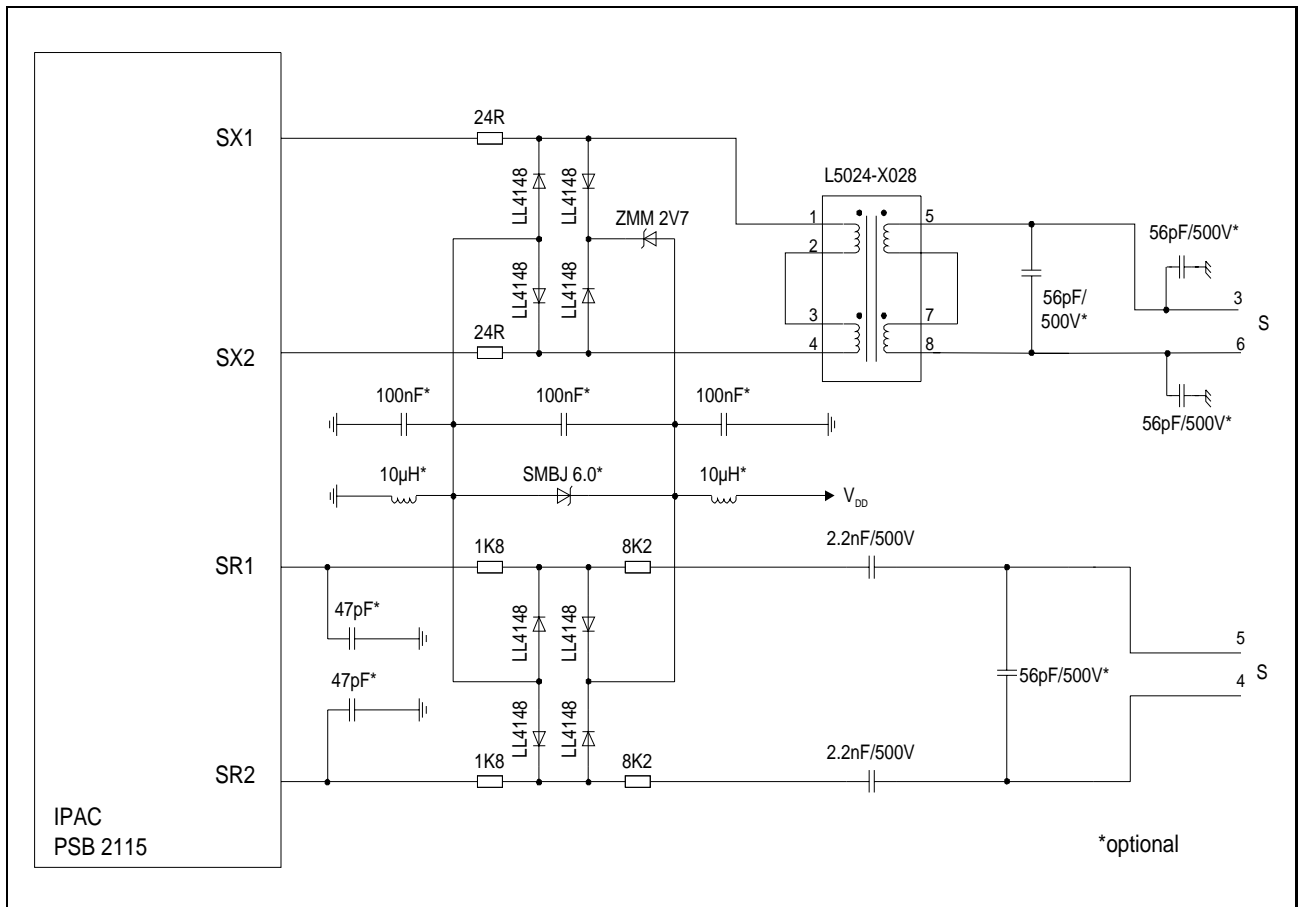 24R
SX1
L5024-X028
LL4148
LL4148
ZMM 2V7
1
5
56pF/500V*
2
56pF/
500V*
3
S
LL4148
LL4148
3
7
24R
SX2
4
8
6
100nF*
100nF*
100nF*
56pF/500V*
10µH*
SMBJ 6.0*
10µH*
VDD
1K8
8K2
2.2nF/500V
SR1
47pF*
LL4148
LL4148
5
56pF/500V*
S
4
47pF*
LL4148
LL4148
1K8
8K2
2.2nF/500V
SR2
IPAC
PSB 2115
*optional